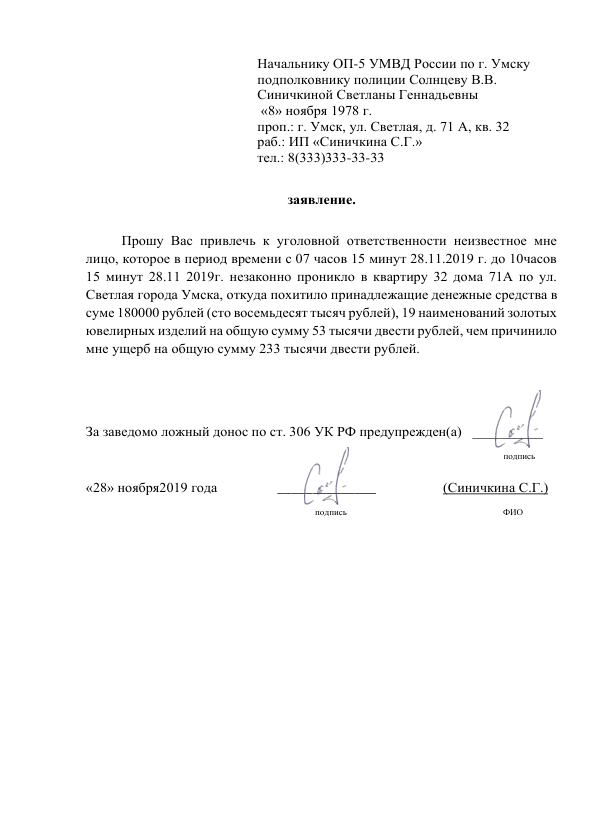 Начальнику ОП-5 УМВД России по г. Умску
подполковнику полиции Солнцеву В.В.
Синичкиной Светланы Геннадьевны
«8» ноября 1978 г.
проп.: г. Умск, ул. Светлая, д. 71 А, кв. 32
раб.: ИП «Синичкина С.Г.»
тел.: 8(333)333-33-33
заявление.
Прошу Вас привлечь к уголовной ответственности неизвестное мне
лицо, которое в период времени с 07 часов 15 минут 28.11.2019 г. до 10часов
15 минут 28.11 2019г. незаконно проникло в квартиру 32 дома 71А по ул.
Светлая города Умска, откуда похитило принадлежащие денежные средства в
суме 180000 рублей (сто восемьдесят тысяч рублей), 19 наименований золотых
ювелирных изделий на общую сумму 53 тысячи двести рублей, чем причинило
мне ущерб на общую сумму 233 тысячи двести рублей.
За заведомо ложный донос по ст. 306 УК РФ предупрежден(а) __________
подпись
«28» ноября2019 года ______________ (Синичкина С.Г.)
подпись ФИО